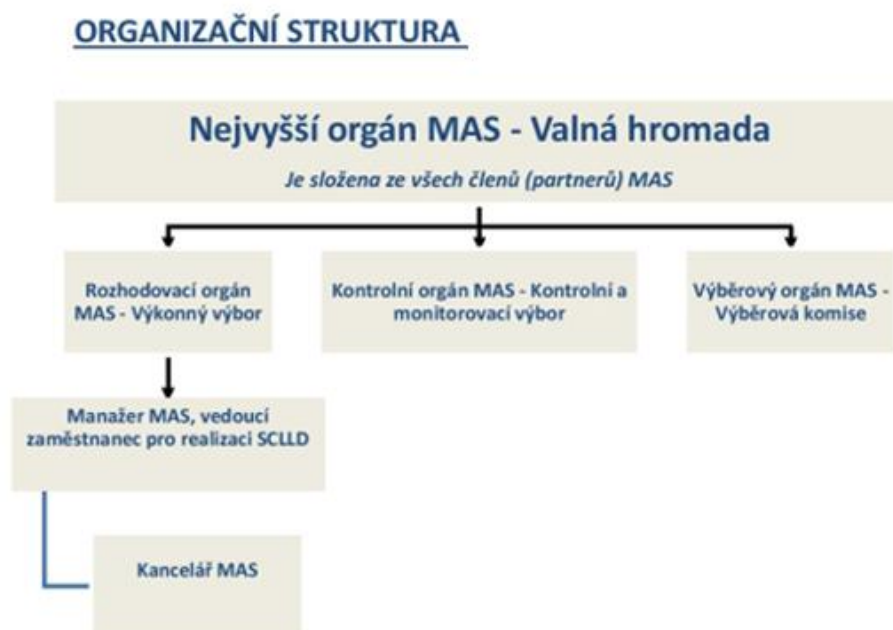 ORGANIZAČNÍ STRUKTURA
Nejvyšší orgán MAS - Valná hromada
Je složena ze všech členů (partnerů) MAS
Rozhodovací orgán
MAS - Výkonný výbor
Kontrolní orgán MAS - Kontrolní a
monitorovací výbor
Výběrový orgán MAS -
Výběrová komise
Manažer MAS, vedoucí
zaměstnanec pro realizaci SCLLD
Kancelář MAS